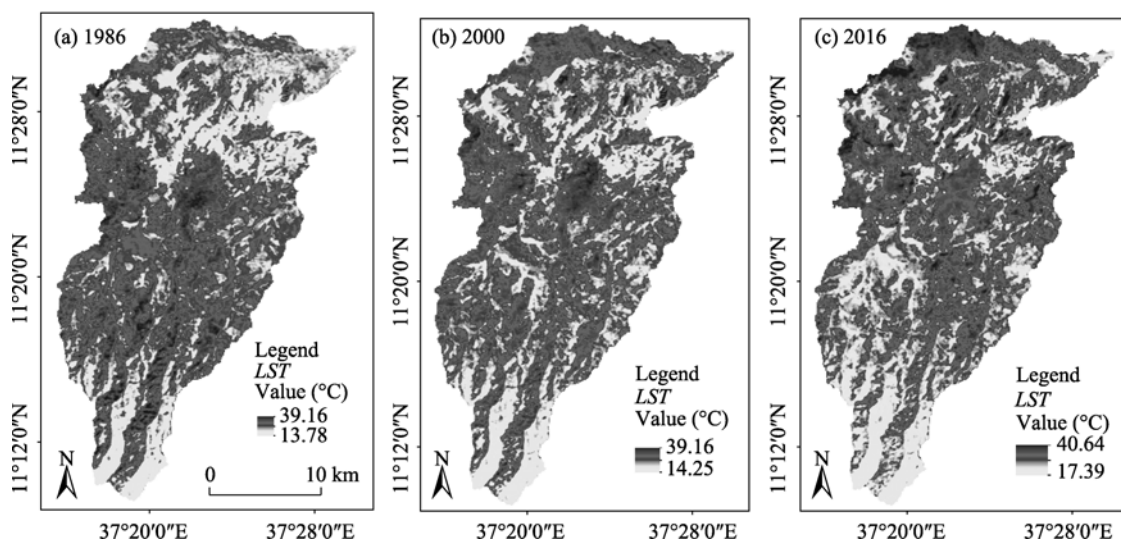 (a) 1986
11°28′0″N
11°20′0″N
11°12′0″N
Legend
LST
Value (°C)
39.16
13.78
N
0 10 km
37°20′0″E 37°28′0″E
(b) 2000
11°28′0″N
11°20′0″N
11°12′0″N
Legend
LST
Value (°C)
39.16
14.25
N
37°20′0″E 37°28′0″E
(c) 2016
11°28′0″N
11°20′0″N
11°12′0″N
Legend
LST
Value (°C)
40.64
17.39
N
37°20′0″E 37°28′0″E